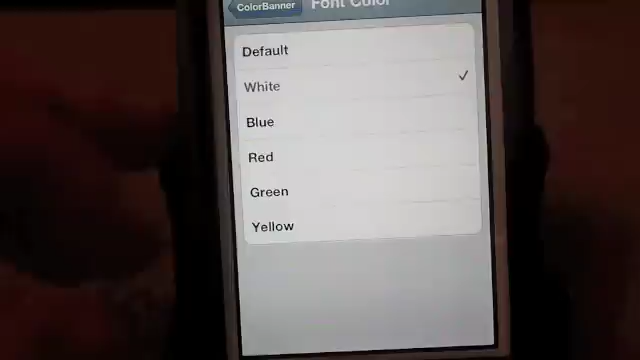 ColorBanner
Font Color
Default
White
Blue
Red
Green
Yellow